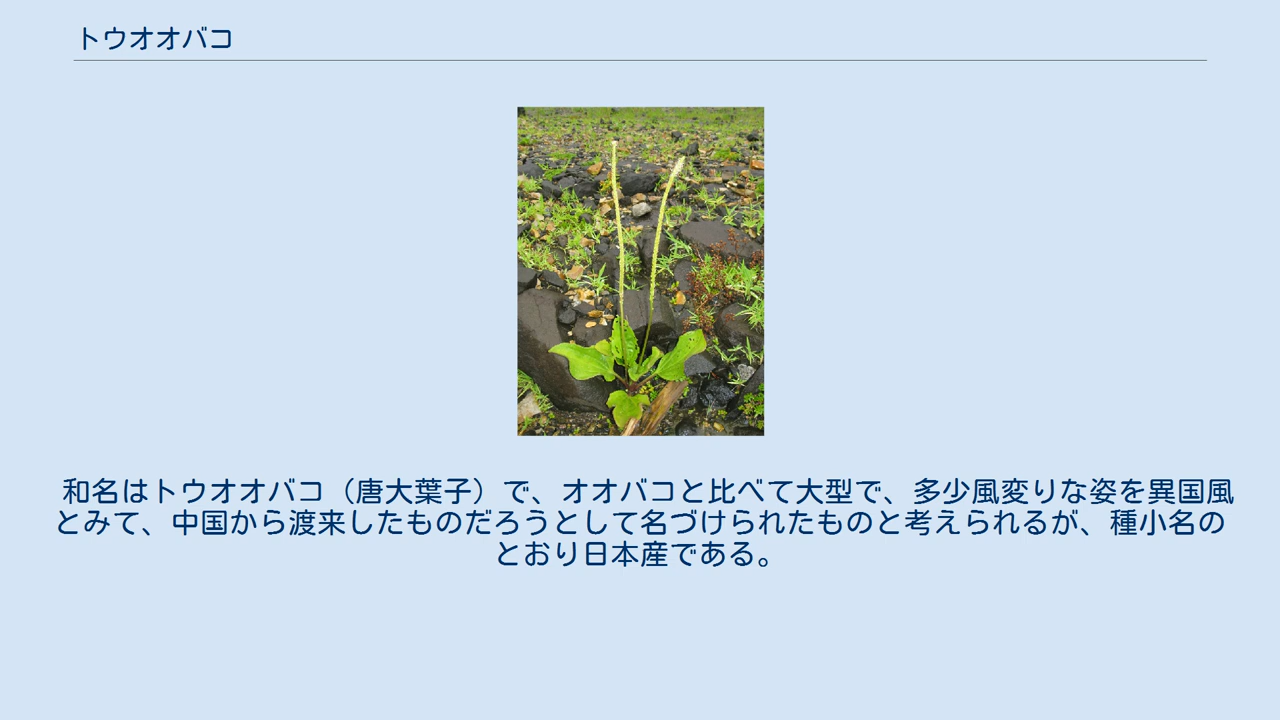 トウオオバコ
和名はトウオオバコ（唐大葉子）で、オオバコと比べて大型で、多少風変りな姿を異国風
とみて、中国から渡来したものだろうとして名づけられたものと考えられるが、種小名の
とおり日本産である。